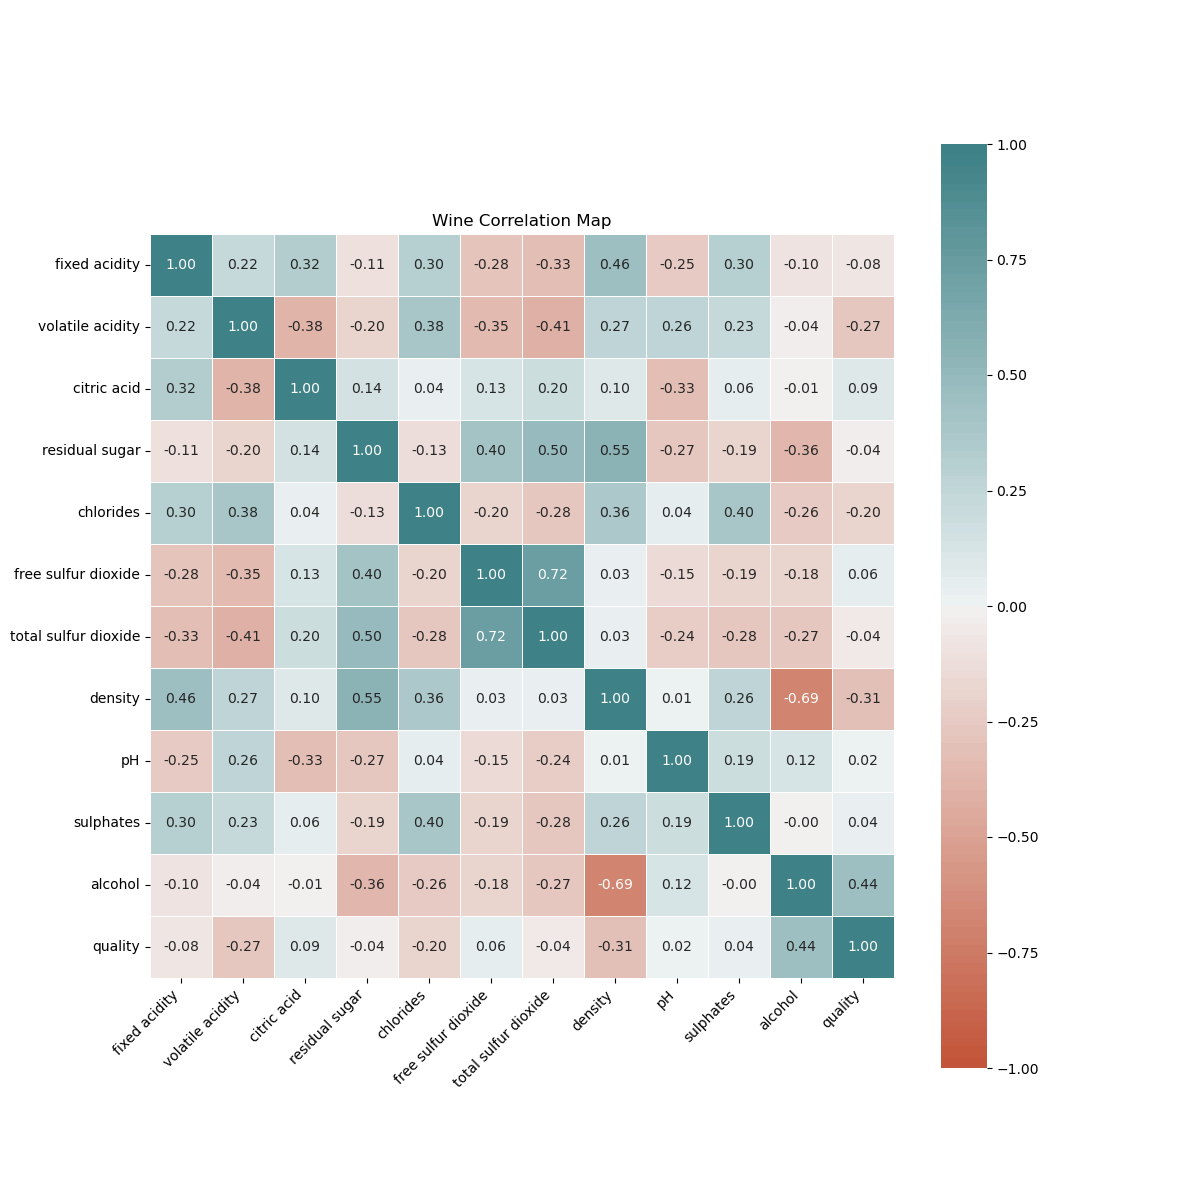 Wine Correlation Map
fixed acidity 1.00 0.22 0.32 -0.11 0.30 -0.28 -0.33 0.46 -0.25 0.30 -0.10 -0.08
volatile acidity 0.22 1.00 -0.38 -0.20 0.38 -0.35 -0.41 0.27 0.26 0.23 -0.04 -0.27
citric acid 0.32 -0.38 1.00 0.14 0.04 0.13 0.20 0.10 -0.33 0.06 -0.01 0.09
residual sugar -0.11 -0.20 0.14 1.00 -0.13 0.40 0.50 0.55 -0.27 -0.19 -0.36 -0.04
chlorides 0.30 0.38 0.04 -0.13 1.00 -0.20 -0.28 0.36 0.04 0.40 -0.26 -0.20
free sulfur dioxide -0.28 -0.35 0.13 0.40 -0.20 1.00 0.72 0.03 -0.15 -0.19 -0.18 0.06
total sulfur dioxide -0.33 -0.41 0.20 0.50 -0.28 0.72 1.00 0.03 -0.24 -0.28 -0.27 -0.04
density 0.46 0.27 0.10 0.55 0.36 0.03 0.03 1.00 0.01 0.26 -0.69 -0.31
pH -0.25 0.26 -0.33 -0.27 0.04 -0.15 -0.24 0.01 1.00 0.19 0.12 0.02
sulphates 0.30 0.23 0.06 -0.19 0.40 -0.19 -0.28 0.26 0.19 1.00 -0.00 0.04
alcohol -0.10 -0.04 -0.01 -0.36 -0.26 -0.18 -0.27 -0.69 0.12 -0.00 1.00 0.44
quality -0.08 -0.27 0.09 -0.04 -0.20 0.06 -0.04 -0.31 0.02 0.04 0.44 1.00
fixed acidity
volatile acidity
citric acid
residual sugar
chlorides
free sulfur dioxide
total sulfur dioxide
density
pH
sulphates
alcohol
quality
1.00
0.75
0.50
0.25
0.00
−0.25
−0.50
−0.75
−1.00